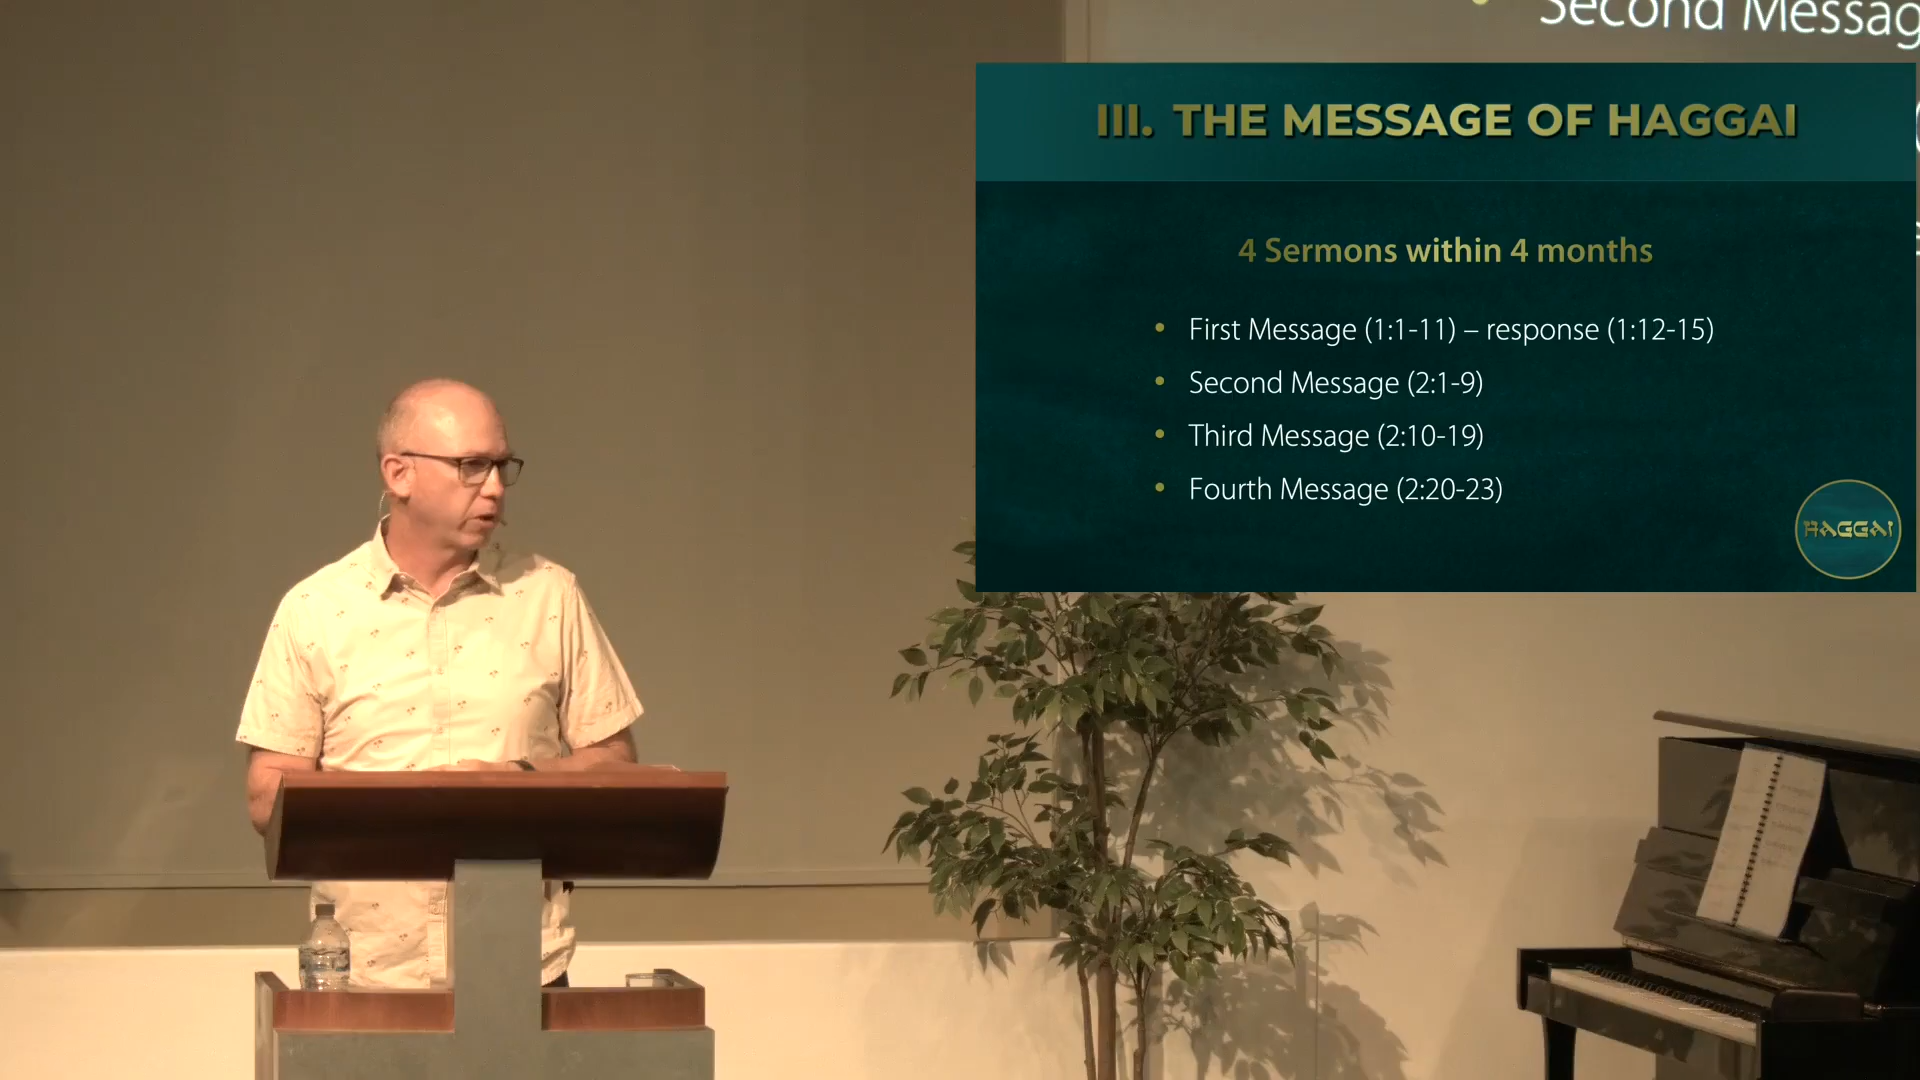 Second Messag
III. THE MESSAGE OF HAGGAI
4 Sermons within 4 months
• First Message (1:1-11) – response (1:12-15)
• Second Message (2:1-9)
• Third Message (2:10-19)
• Fourth Message (2:20-23)
HAGGAI